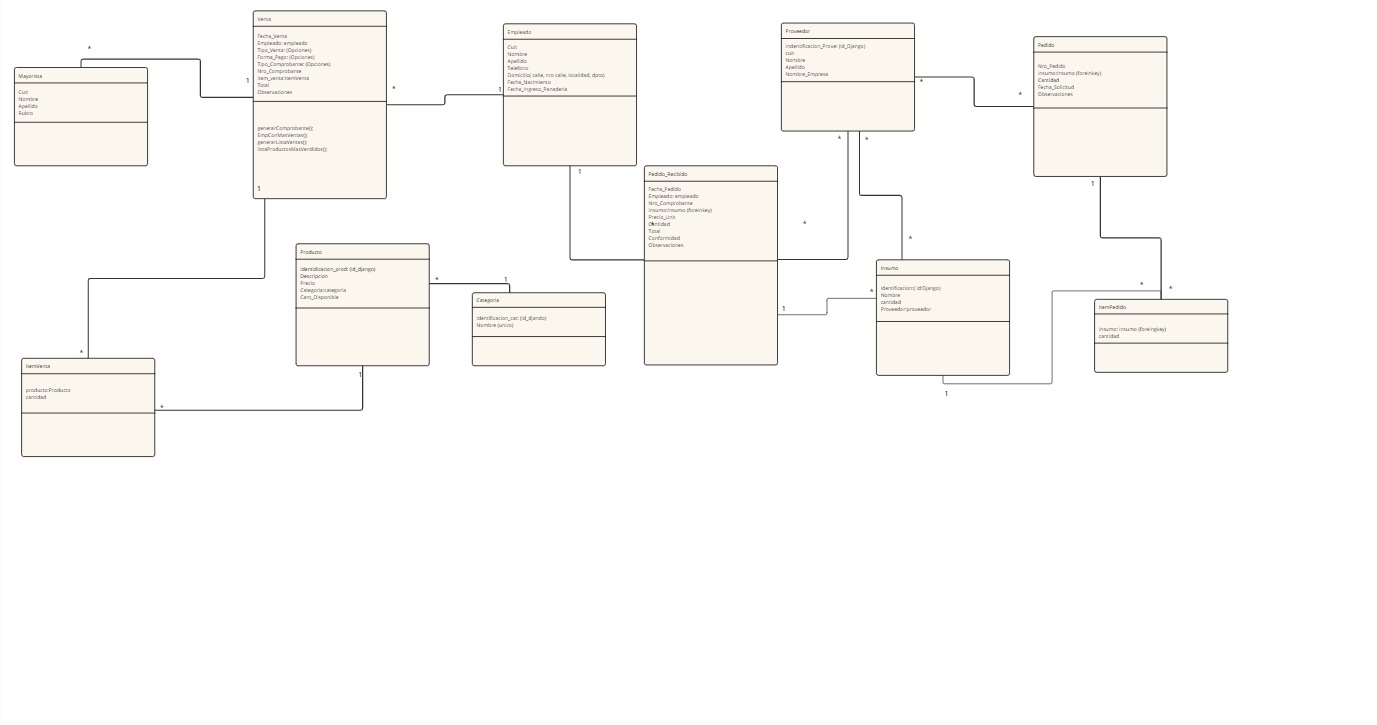 Venta
Fecha_Venta
Empleado: empleado
Tipo_Venta: (Opciones)
Forma_Pago: (Opciones)
Tipo_Comprobante: (Opciones)
Nro_Comprobante
item_venta:itemVenta
Total
Observaciones
generarComprobante();
EmpConMasVentas();
generarListaVentas();
listaProductosMasVendidos();
1
1
*
Mayorista
Cuit
Nombre
Apellido
Rubro
*
1
Empleado
Cuit
Nombre
Apellido
Telefono
Domicilio( calle, nro calle, localidad, dpto)
Fecha_Nacimiento
Fecha_Ingreso_Panaderia
1
Proveedor
Indentificacion_Prove: (id_Django)
cuit
Nombre
Apellido
Nombre_Empresa
*
*
*
*
Pedido
Nro_Pedido
insumo:insumo (foreinkey)
Cantidad
Fecha_Solicitud
Observaciones
1
Pedido_Recibido
Fecha_Pedido
Empleado: empleado
Nro_Comprobante
insumo:insumo (foreinkey)
Precio_Unit
Cantidad
Total
Conformidad
Observaciones
*
*
1
*
*
Producto
identidicacion_prod: (id_django)
Descripcion
Precio
Categoria:categoria
Cant_Disponible
*
1
Categoria
Identificacion_cat: (id_djando)
Nombre (unico)
Insumo
Identificacion:( id:Django)
Nombre
cantidad
Proveedor:proveedor
1
*
*
ItemPedido
insumo: insumo (foreingkey)
cantidad
*
ItemVenta
producto:Producto
cantidad
*
1